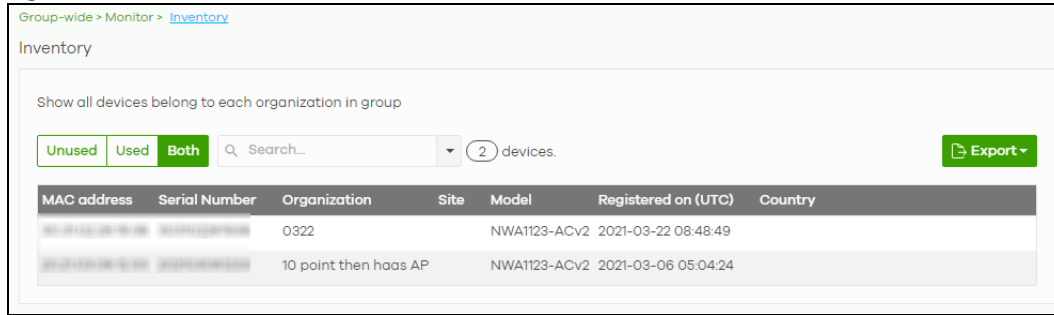 Group-wide > Monitor > Inventory
Inventory
Show all devices belong to each organization in group
Unused Used Both Search... 2 devices. Export
MAC address Serial Number Organization Site Model Registered on (UTC) Country
0322 NWA1123-ACv2 2021-03-22 08:48:49
10 point then haas AP NWA1123-ACv2 2021-03-06 05:04:24